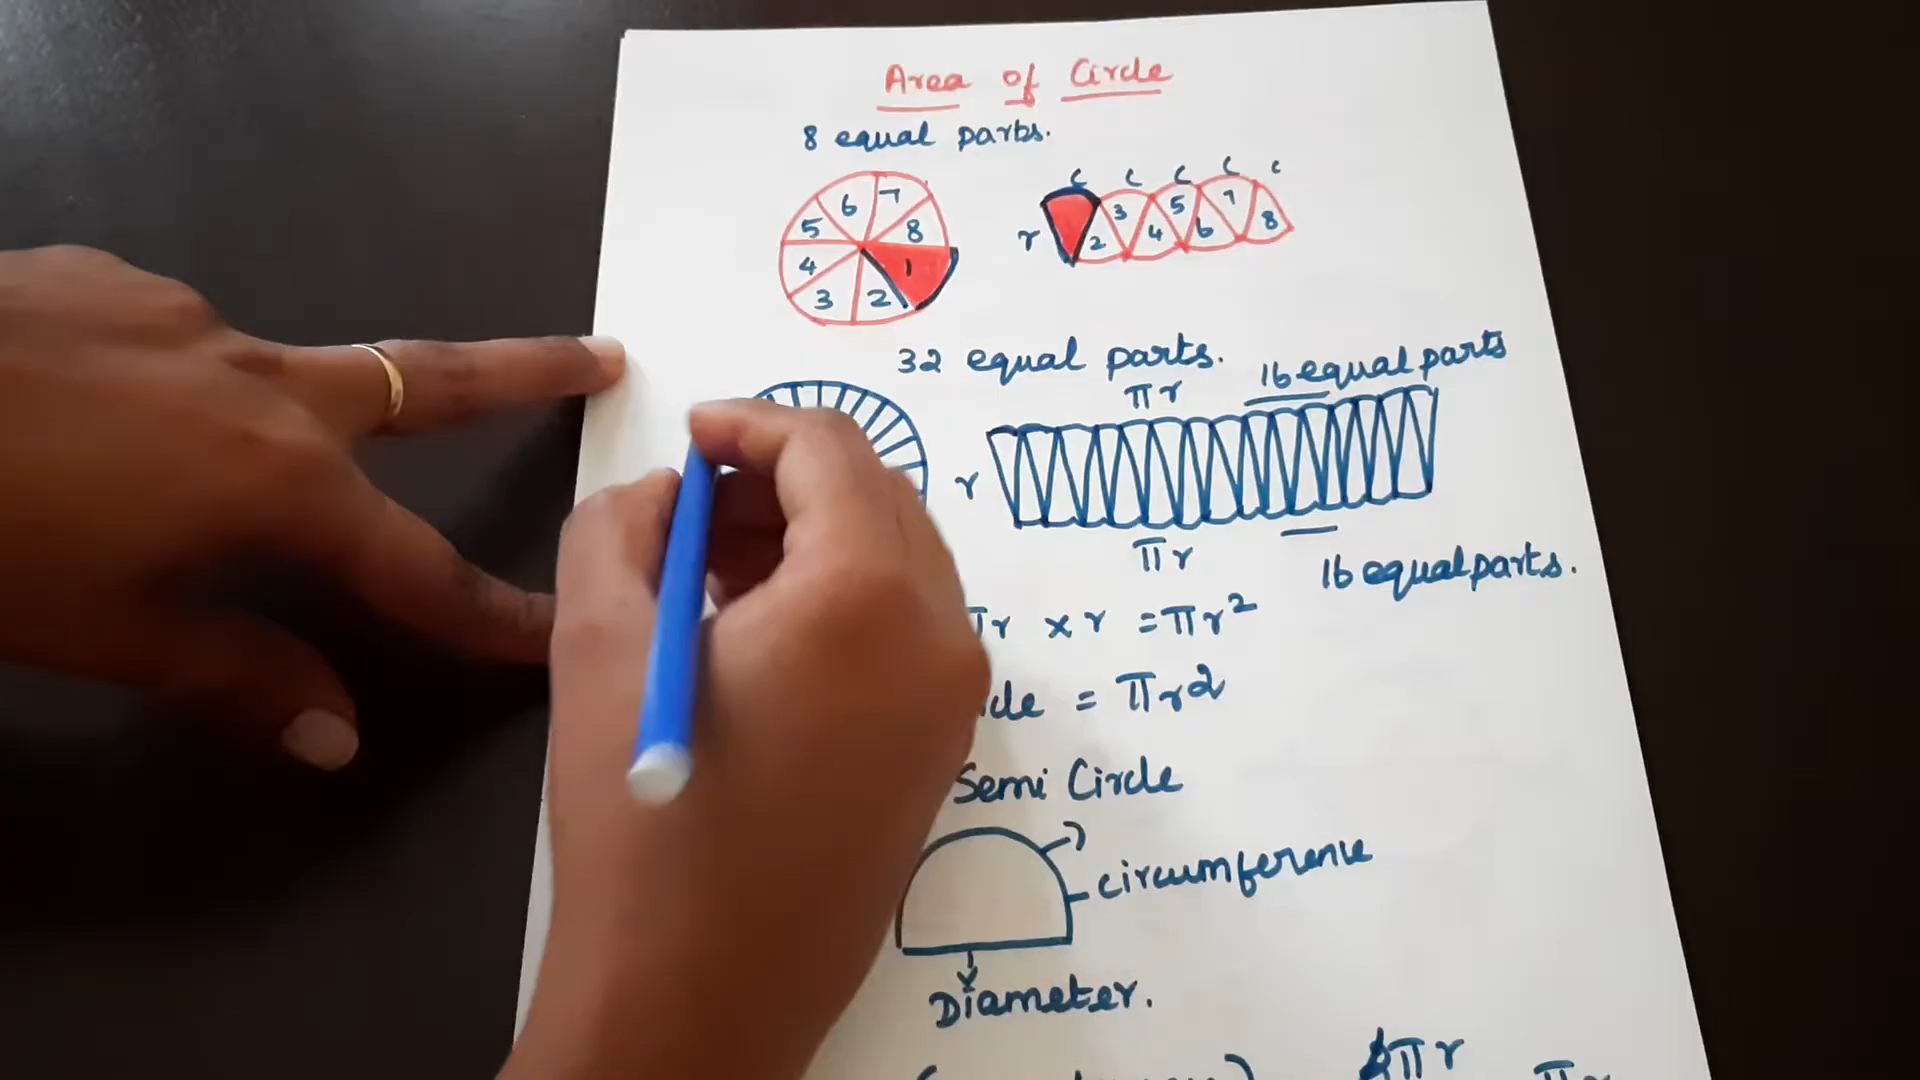 Area of Circle
8 equal parts.
c c c c c
6 7
5 8
4 1
3 2
r 3 5 7
2 4 6 8
32 equal parts.
πr 16 equal parts
r
πr
16 equal parts.
πr × r = πr²
= πr²
Semi Circle
circumference
Diameter.
πr